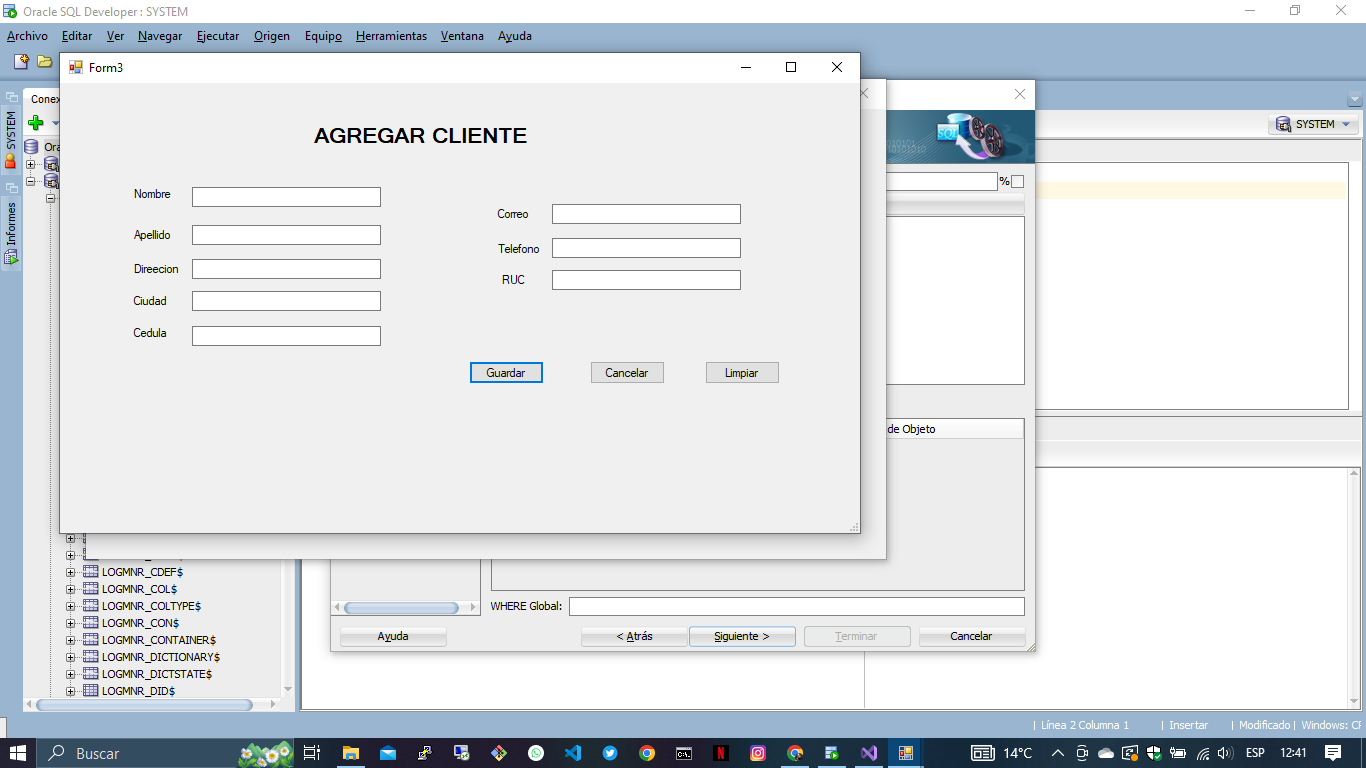 Oracle SQL Developer : SYSTEM
Archivo Editar Ver Navegar Ejecutar Origen Equipo Herramientas Ventana Ayuda
Form3
Conex
SYSTEM
Informes
Ora
SYSTEM
SQL
%
AGREGAR CLIENTE
Nombre
Apellido
Direecion
Ciudad
Cedula
Correo
Telefono
RUC
Guardar Cancelar Limpiar
de Objeto
LOGMNR_CDEF$
LOGMNR_COL$
LOGMNR_COLTYPE$
LOGMNR_CON$
LOGMNR_CONTAINER$
LOGMNR_DICTIONARY$
LOGMNR_DICTSTATE$
LOGMNR_DID$
WHERE Global:
Ayuda < Atrás Siguiente > Terminar Cancelar
| Línea 2 Columna 1 | Insertar | Modificado | Windows: CF
Buscar
14°C ESP 12:41